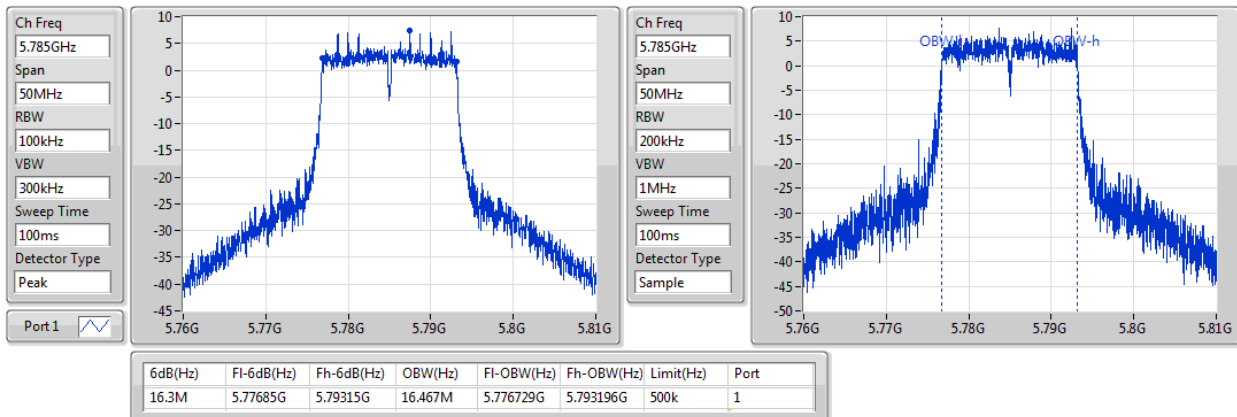 Ch Freq
5.785GHz
Span
50MHz
RBW
100kHz
VBW
300kHz
Sweep Time
100ms
Detector Type
Peak
Port 1
10
5
0
-5
-10
-15
-20
-25
-30
-35
-40
-45
5.76G 5.77G 5.78G 5.79G 5.8G 5.81G
Ch Freq
5.785GHz
Span
50MHz
RBW
200kHz
VBW
1MHz
Sweep Time
100ms
Detector Type
Sample
10
5
0
-5
-10
-15
-20
-25
-30
-35
-40
-45
-50
OBW-l OBW-h
5.76G 5.77G 5.78G 5.79G 5.8G 5.81G
6dB(Hz) Fl-6dB(Hz) Fh-6dB(Hz) OBW(Hz) Fl-OBW(Hz) Fh-OBW(Hz) Limit(Hz) Port
16.3M 5.77685G 5.79315G 16.467M 5.776729G 5.793196G 500k 1